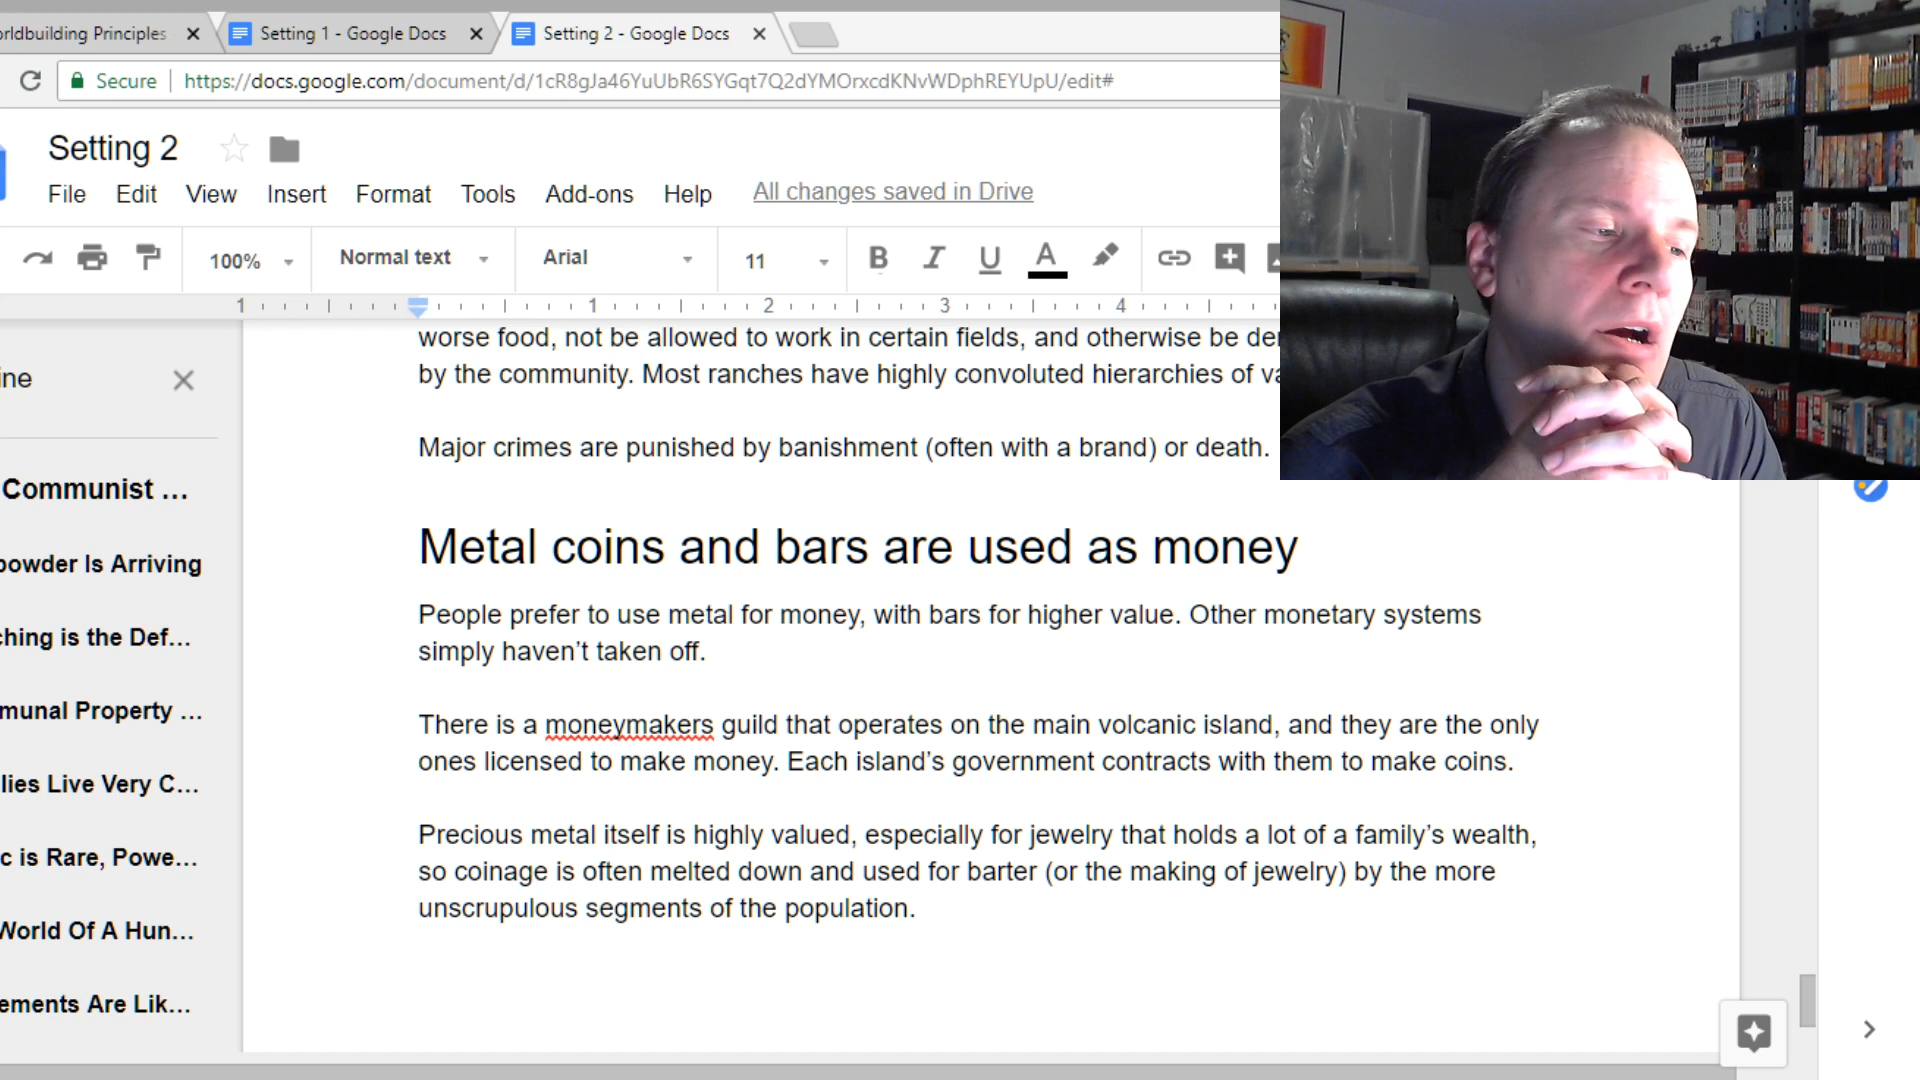 orldbuilding Principles
Setting 1 - Google Docs
Setting 2 - Google Docs
Secure
https://docs.google.com/document/d/1cR8gJa46YuUbR6SYGqt7Q2dYMOrxcdKNvWDphREYUpU/edit#
Setting 2
File Edit View Insert Format Tools Add-ons Help All changes saved in Drive
100% Normal text Arial 11 B I U A
1 1 2 3 4
ine
Communist ...
powder Is Arriving
ching is the Def...
munal Property ...
lies Live Very C...
c is Rare, Powe...
World Of A Hun...
ements Are Lik...
worse food, not be allowed to work in certain fields, and otherwise be der
by the community. Most ranches have highly convoluted hierarchies of va
Major crimes are punished by banishment (often with a brand) or death.
Metal coins and bars are used as money
People prefer to use metal for money, with bars for higher value. Other monetary systems
simply haven’t taken off.
There is a moneymakers guild that operates on the main volcanic island, and they are the only
ones licensed to make money. Each island’s government contracts with them to make coins.
Precious metal itself is highly valued, especially for jewelry that holds a lot of a family’s wealth,
so coinage is often melted down and used for barter (or the making of jewelry) by the more
unscrupulous segments of the population.